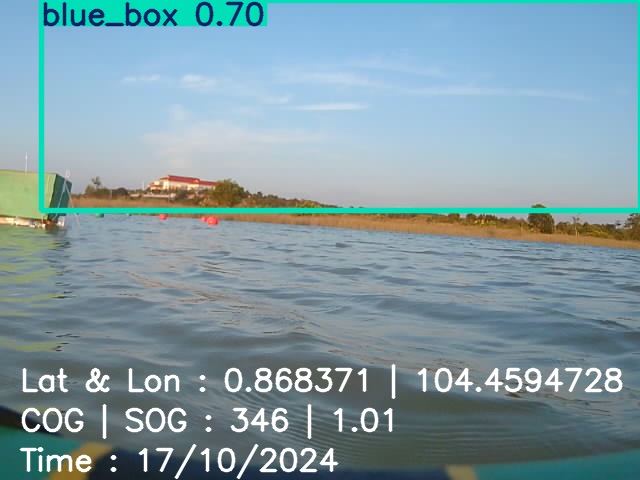 blue_box 0.70
Lat & Lon : 0.868371 | 104.4594728
COG | SOG : 346 | 1.01
Time : 17/10/2024